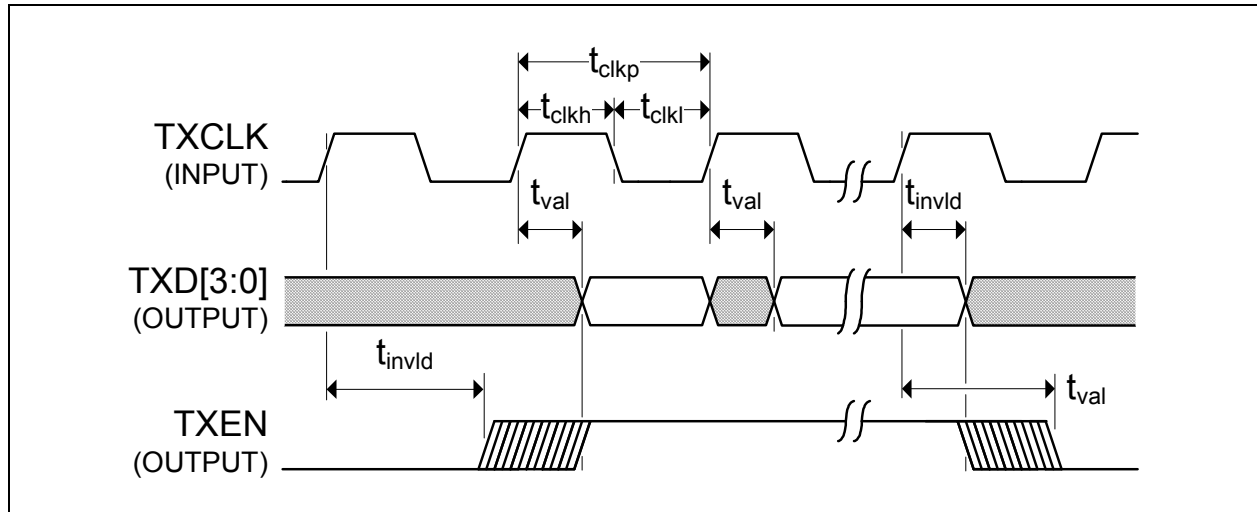 tclkp
tclkh
tclkl
TXCLK
(INPUT)
tval
tval
tinvld
TXD[3:0]
(OUTPUT)
tinvld
tval
TXEN
(OUTPUT)